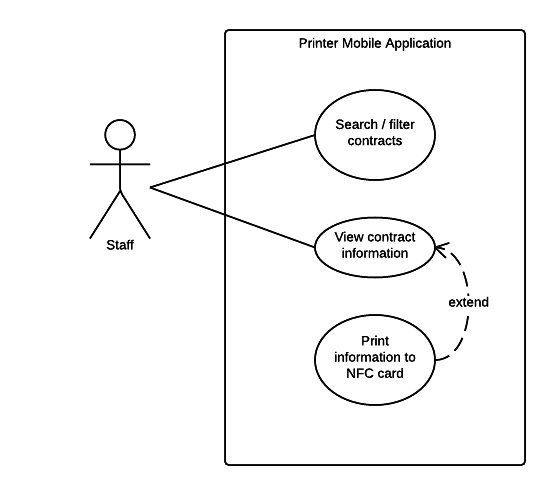 Printer Mobile Application
Search / filter
contracts
Staff
View contract
information
extend
Print
information to
NFC card